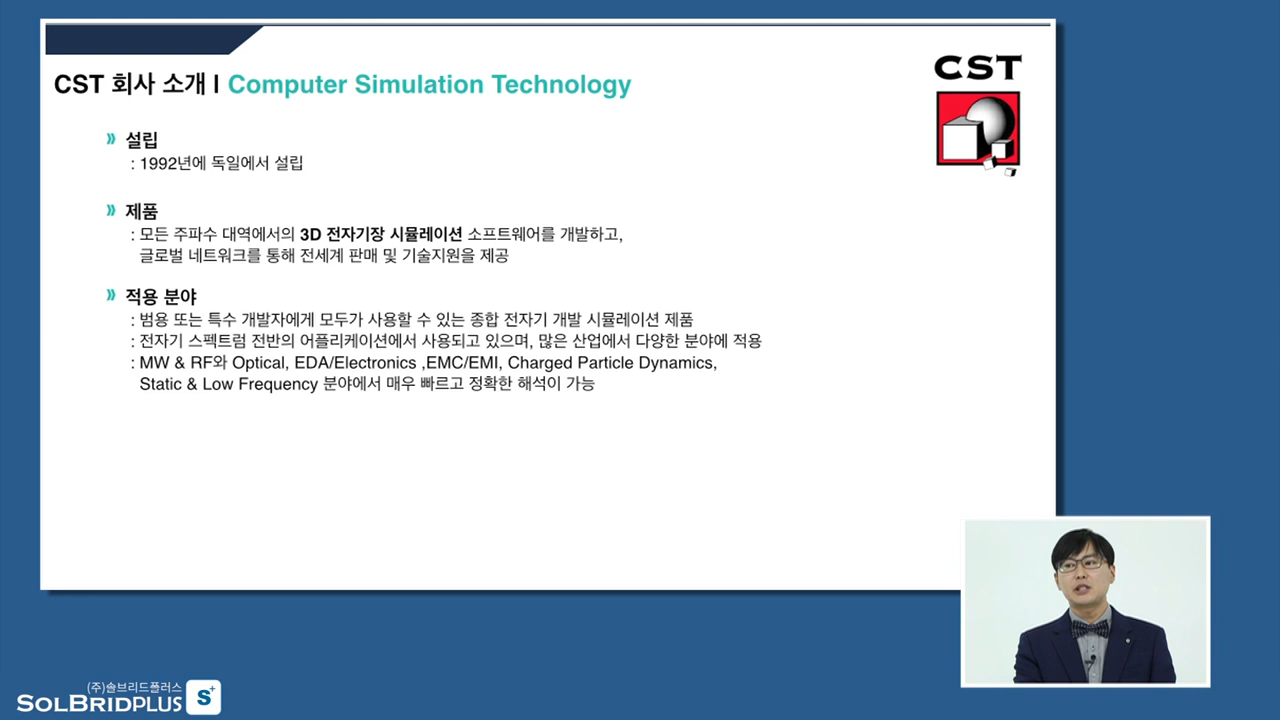 CST 회사 소개 I Computer Simulation Technology
CST
» 설립
: 1992년에 독일에서 설립
» 제품
: 모든 주파수 대역에서의 3D 전자기장 시뮬레이션 소프트웨어를 개발하고,
글로벌 네트워크를 통해 전세계 판매 및 기술지원을 제공
» 적용 분야
: 범용 또는 특수 개발자에게 모두가 사용할 수 있는 종합 전자기 개발 시뮬레이션 제품
: 전자기 스펙트럼 전반의 어플리케이션에서 사용되고 있으며, 많은 산업에서 다양한 분야에 적용
: MW & RF와 Optical, EDA/Electronics ,EMC/EMI, Charged Particle Dynamics,
Static & Low Frequency 분야에서 매우 빠르고 정확한 해석이 가능
(주)솔브리드플러스
SOLBRIDPLUS S+